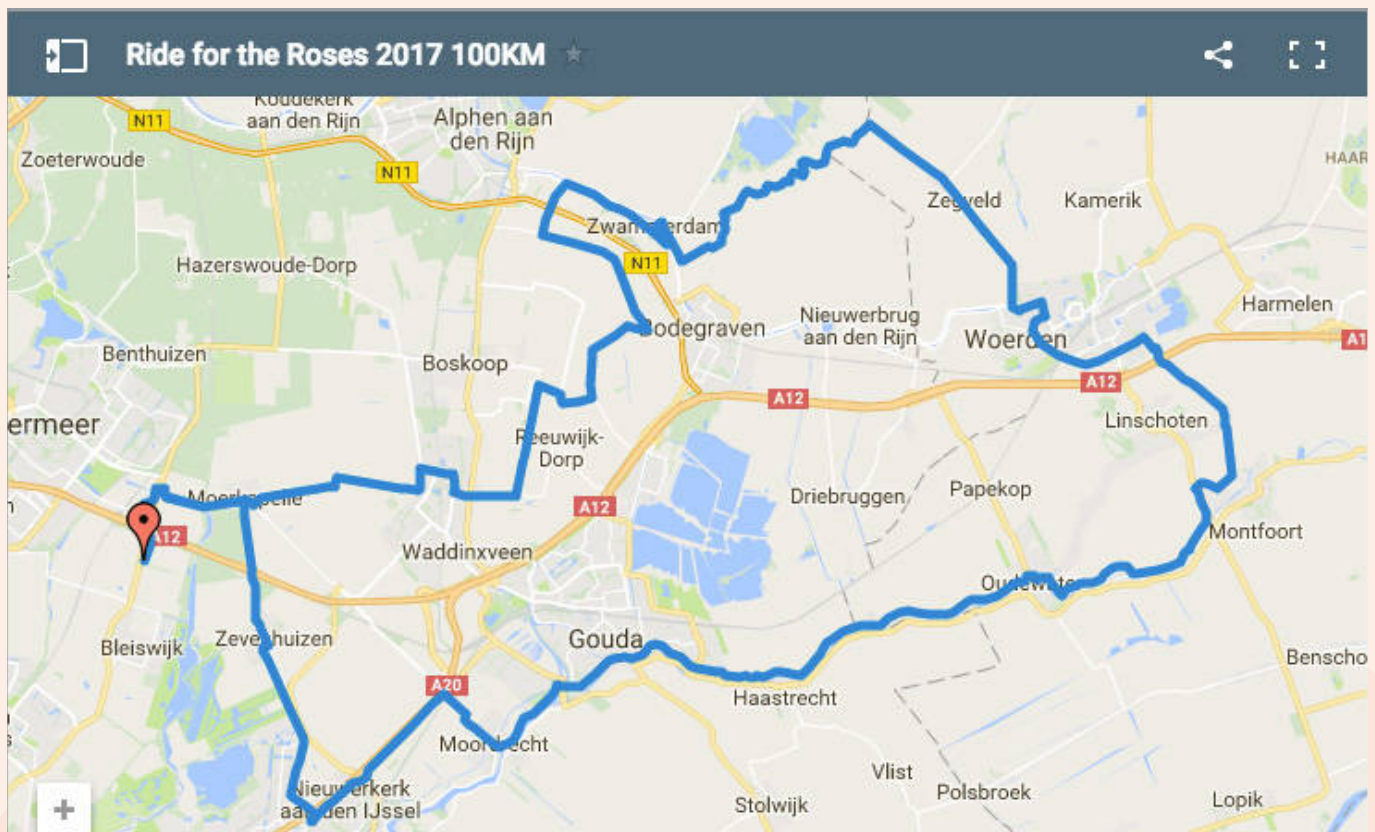 Ride for the Roses 2017 100KM
Koudekerk
aan den Rijn
Alphen aan
den Rijn
N11
Zoeterwoude
N11
HAAR
Zegveld
Kamerik
Zwammerdam
N11
Hazerswoude-Dorp
Harmelen
Nieuwerbrug
aan den Rijn
Bodegraven
Woerden
A1
Benthuizen
Boskoop
A12
A12
ermeer
Linschoten
Reeuwijk-
Dorp
Moerkapelle
Driebruggen
Papekop
A12
A12
Montfoort
Waddinxveen
Oudewater
Gouda
Bleiswijk
Zevenhuizen
Benscho
A20
Haastrecht
Moordrecht
Vlist
Nieuwerkerk
aan den IJssel
Polsbroek
Lopik
Stolwijk
+